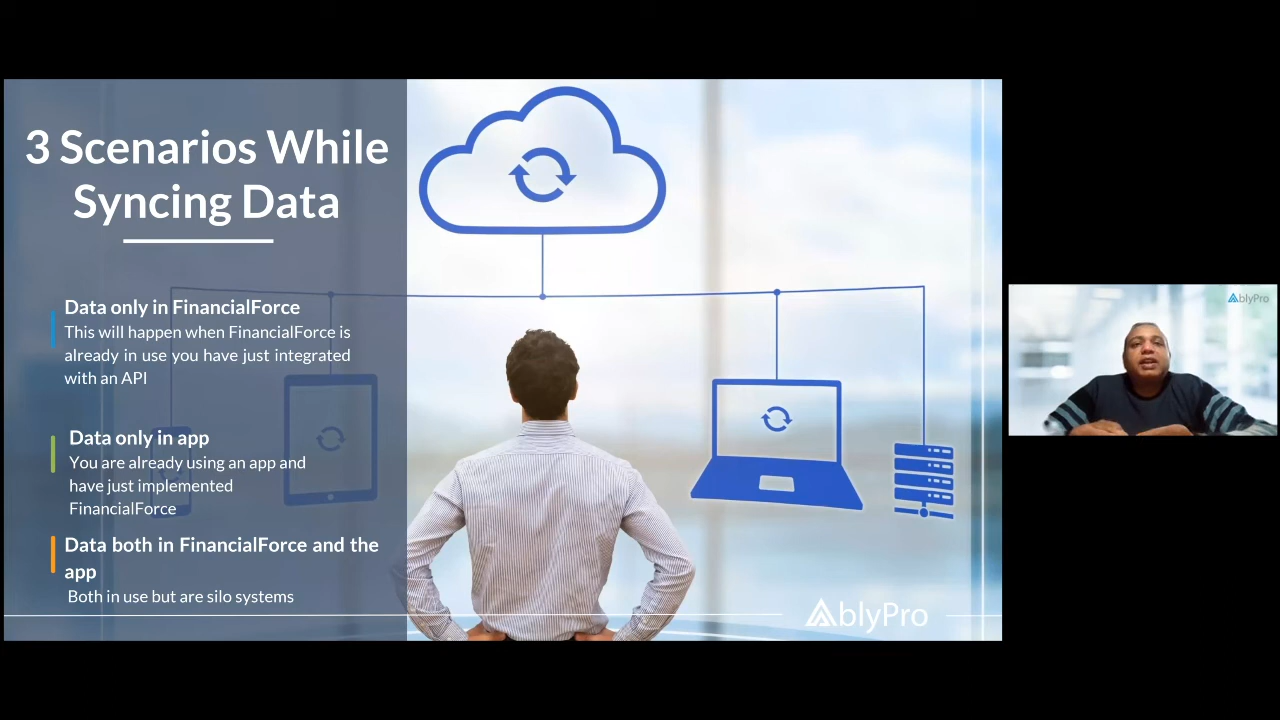 3 Scenarios While
Syncing Data
Data only in FinancialForce
This will happen when FinancialForce is
already in use you have just integrated
with an API
Data only in app
You are already using an app and
have just implemented
FinancialForce
Data both in FinancialForce and the
app
Both in use but are silo systems
AblyPro
AblyPro